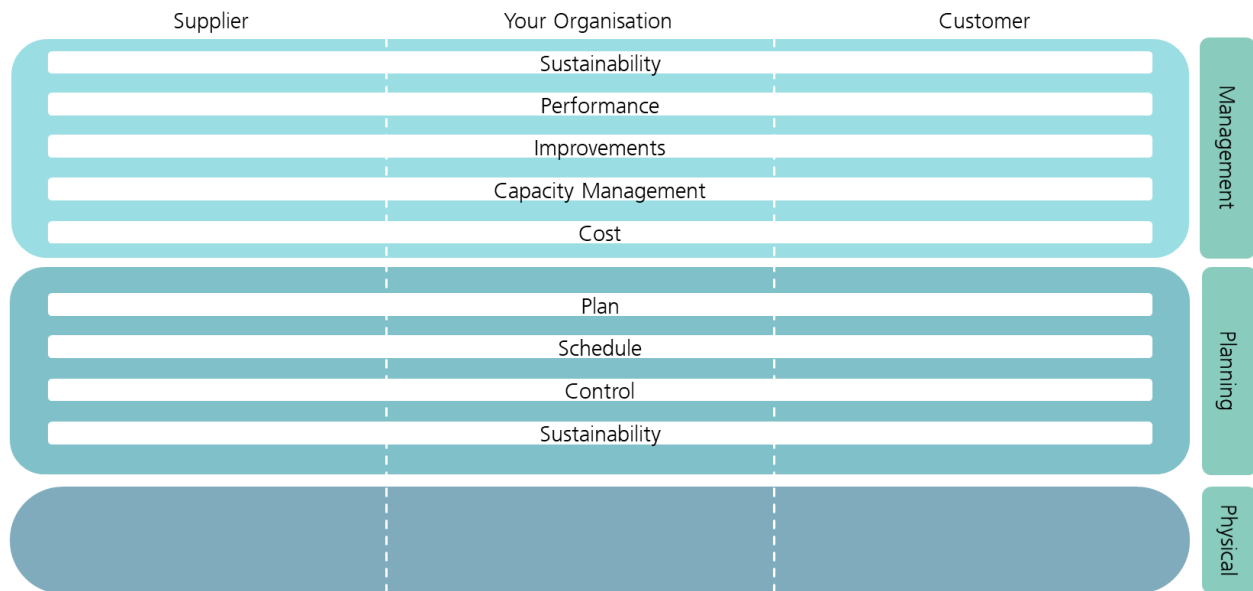 Supplier
Your Organisation
Customer
Sustainability
Performance
Improvements
Capacity Management
Cost
Management
Plan
Schedule
Control
Sustainability
Planning
Physical